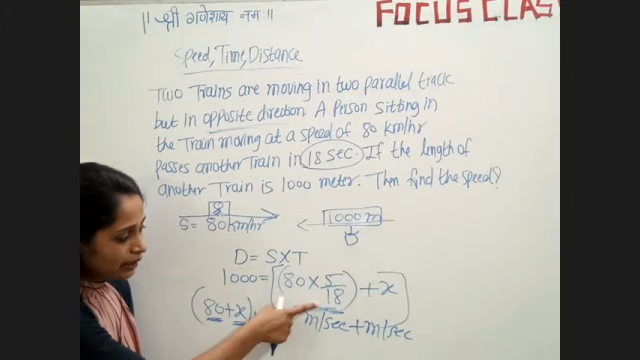 ॥ श्री गणेशाय नमः॥
FOCUS CLAS
Speed, Time, Distance
Two Trains are moving in two parallel track
but in opposite direction. A Person sitting in
the Train moving at a speed of 80 km/hr
passes another Train in 18 sec. If the length of
another Train is 1000 meter. Then find the speed?
S= 80km/hr
1000 m
D= S×T
1000= [(80×5/18)+x]
(80+x)
m/sec+m/sec